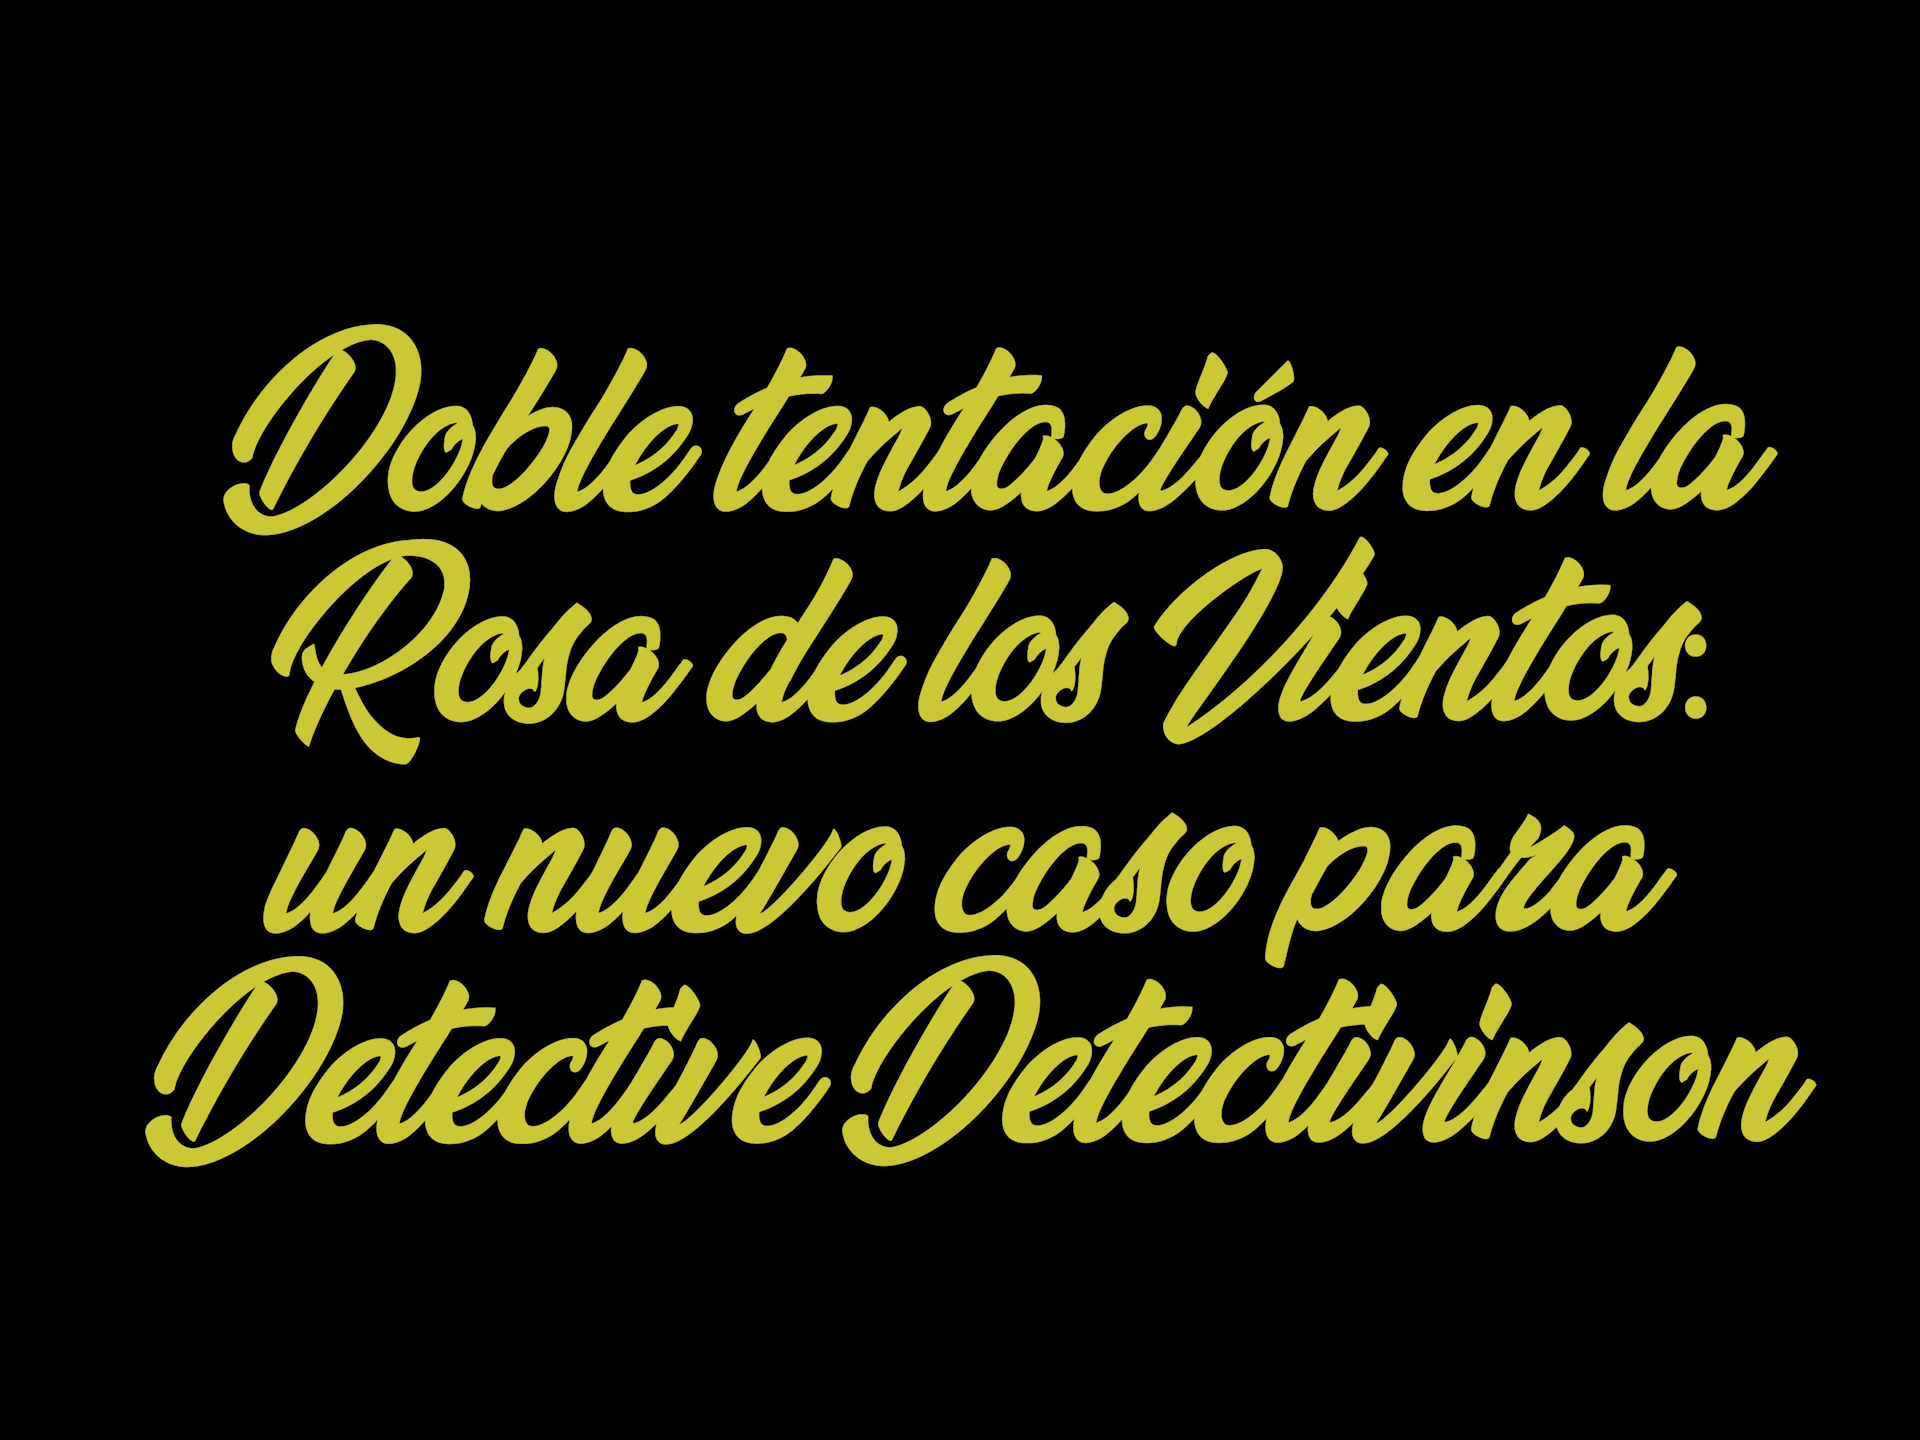 Doble tentación en la
Rosa de los Vientos:
un nuevo caso para
Detective Detectivinson